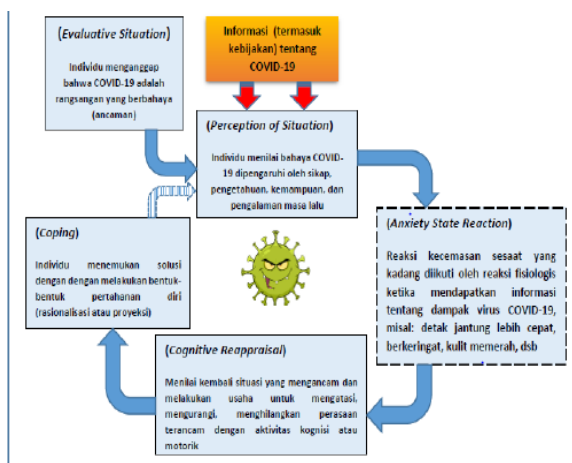 (Evaluative Situation)
Individu menganggap
bahwa COVID-19 adalah
rangsangan yang berbahaya
(ancaman)
Informasi (termasuk
kebijakan) tentang
COVID-19
(Perception of Situation)
Individu menilai bahaya COVID-
19 dipengaruhi oleh sikap,
pengetahuan, kemampuan, dan
pengalaman masa lalu
(Anxiety State Reaction)
Reaksi kecemasan sesaat yang
kadang diikuti oleh reaksi fisiologis
ketika mendapatkan informasi
tentang dampak virus COVID-19,
misal: detak jantung lebih cepat,
berkeringat, kulit memerah, dsb
(Cognitive Reappraisal)
Menilai kembali situasi yang mengancam dan
melakukan usaha untuk mengatasi,
mengurangi, menghilangkan perasaan
terancam dengan aktivitas kognisi atau
motorik
(Coping)
Individu menemukan solusi
dengan dengan melakukan bentuk-
bentuk pertahanan diri
(rasionalisasi atau proyeksi)